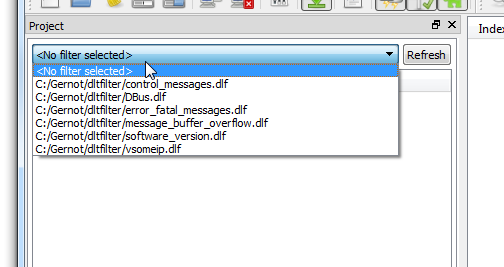 Project
Index
<No filter selected>
Refresh
<No filter selected>
C:/Gernot/dltfilter/control_messages.dlf
C:/Gernot/dltfilter/DBus.dlf
C:/Gernot/dltfilter/error_fatal_messages.dlf
C:/Gernot/dltfilter/message_buffer_overflow.dlf
C:/Gernot/dltfilter/software_version.dlf
C:/Gernot/dltfilter/vsomeip.dlf